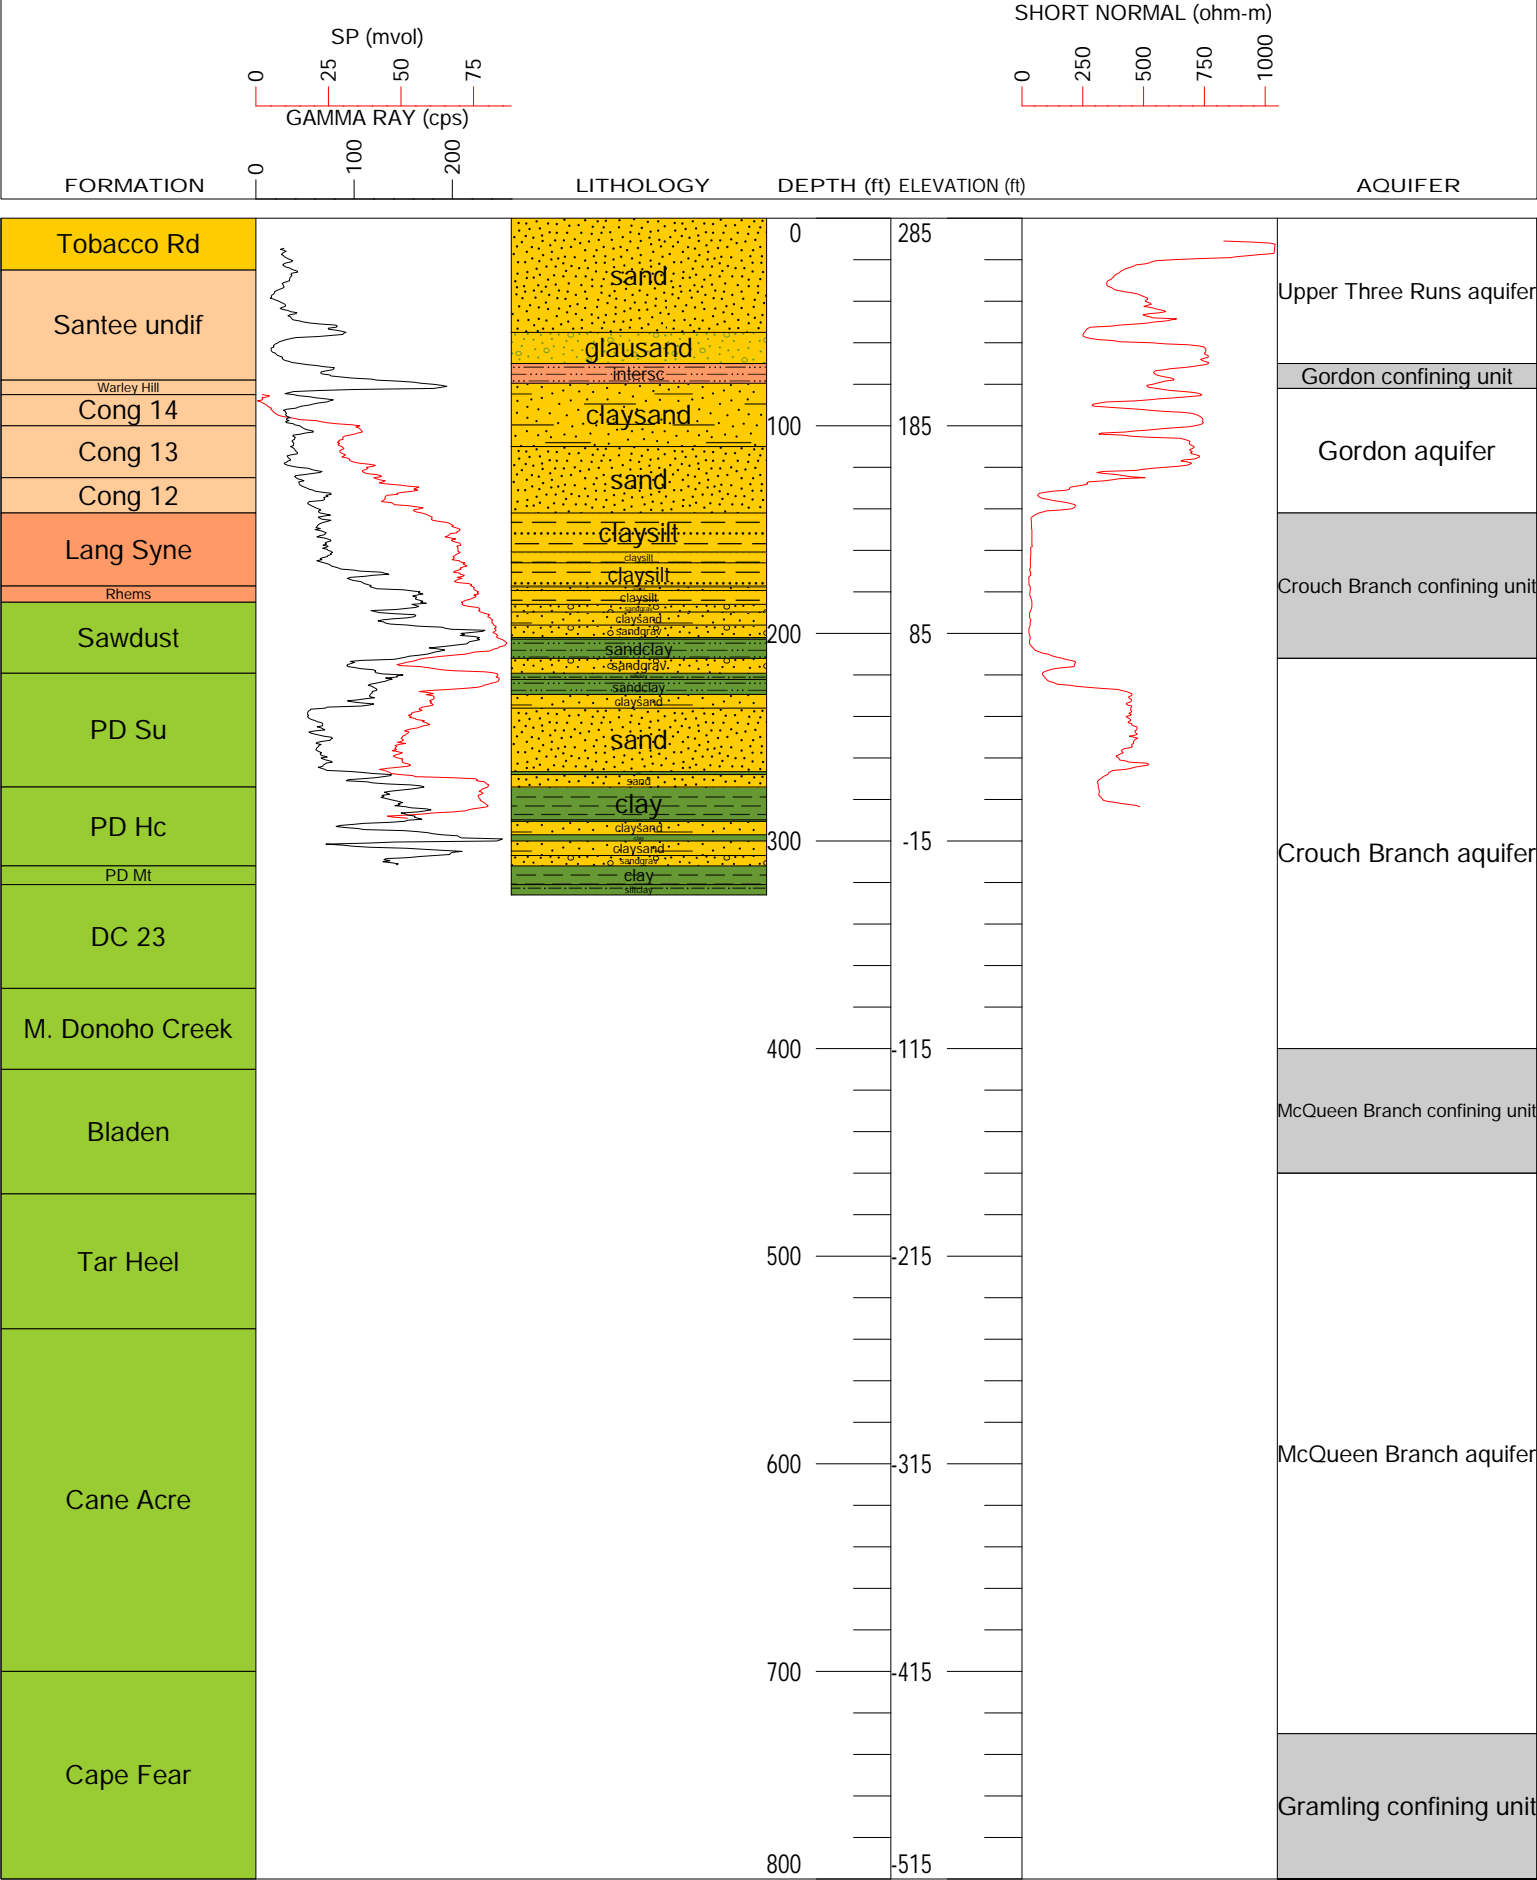 SHORT NORMAL (ohm-m)
0 250 500 750 1000
SP (mvol)
0 25 50 75
GAMMA RAY (cps)
0 100 200
FORMATION LITHOLOGY DEPTH (ft) ELEVATION (ft) AQUIFER
Tobacco Rd
Santee undif
Warley Hill
Cong 14
Cong 13
Cong 12
Lang Syne
Rhems
Sawdust
PD Su
PD Hc
PD Mt
DC 23
M. Donoho Creek
Bladen
Tar Heel
Cane Acre
Cape Fear
sand
glausand
intersc
claysand
sand
claysilt
claysilt
claysilt
claysilt
sandgrav
claysand
sandgrav
sandclay
sandgrav
sandclay
claysand
sand
sand
clay
claysand
clay
claysand
sandgrav
clay
siltclay
0 285
100 185
200 85
300 -15
400 -115
500 -215
600 -315
700 -415
800 -515
Upper Three Runs aquifer
Gordon confining unit
Gordon aquifer
Crouch Branch confining unit
Crouch Branch aquifer
McQueen Branch confining unit
McQueen Branch aquifer
Gramling confining unit